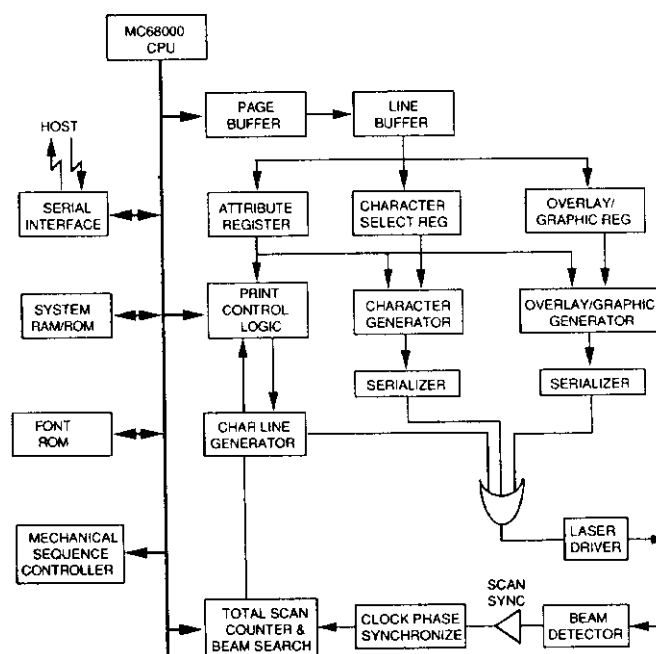 MC68000
CPU
PAGE
BUFFER
LINE
BUFFER
HOST
SERIAL
INTERFACE
ATTRIBUTE
REGISTER
CHARACTER
SELECT REG
OVERLAY/
GRAPHIC REG
SYSTEM
RAM/ROM
PRINT
CONTROL
LOGIC
CHARACTER
GENERATOR
OVERLAY/GRAPHIC
GENERATOR
SERIALIZER
SERIALIZER
FONT
ROM
CHAR LINE
GENERATOR
MECHANICAL
SEQUENCE
CONTROLLER
LASER
DRIVER
SCAN
SYNC
TOTAL SCAN
COUNTER &
BEAM SEARCH
CLOCK PHASE
SYNCHRONIZE
BEAM
DETECTOR